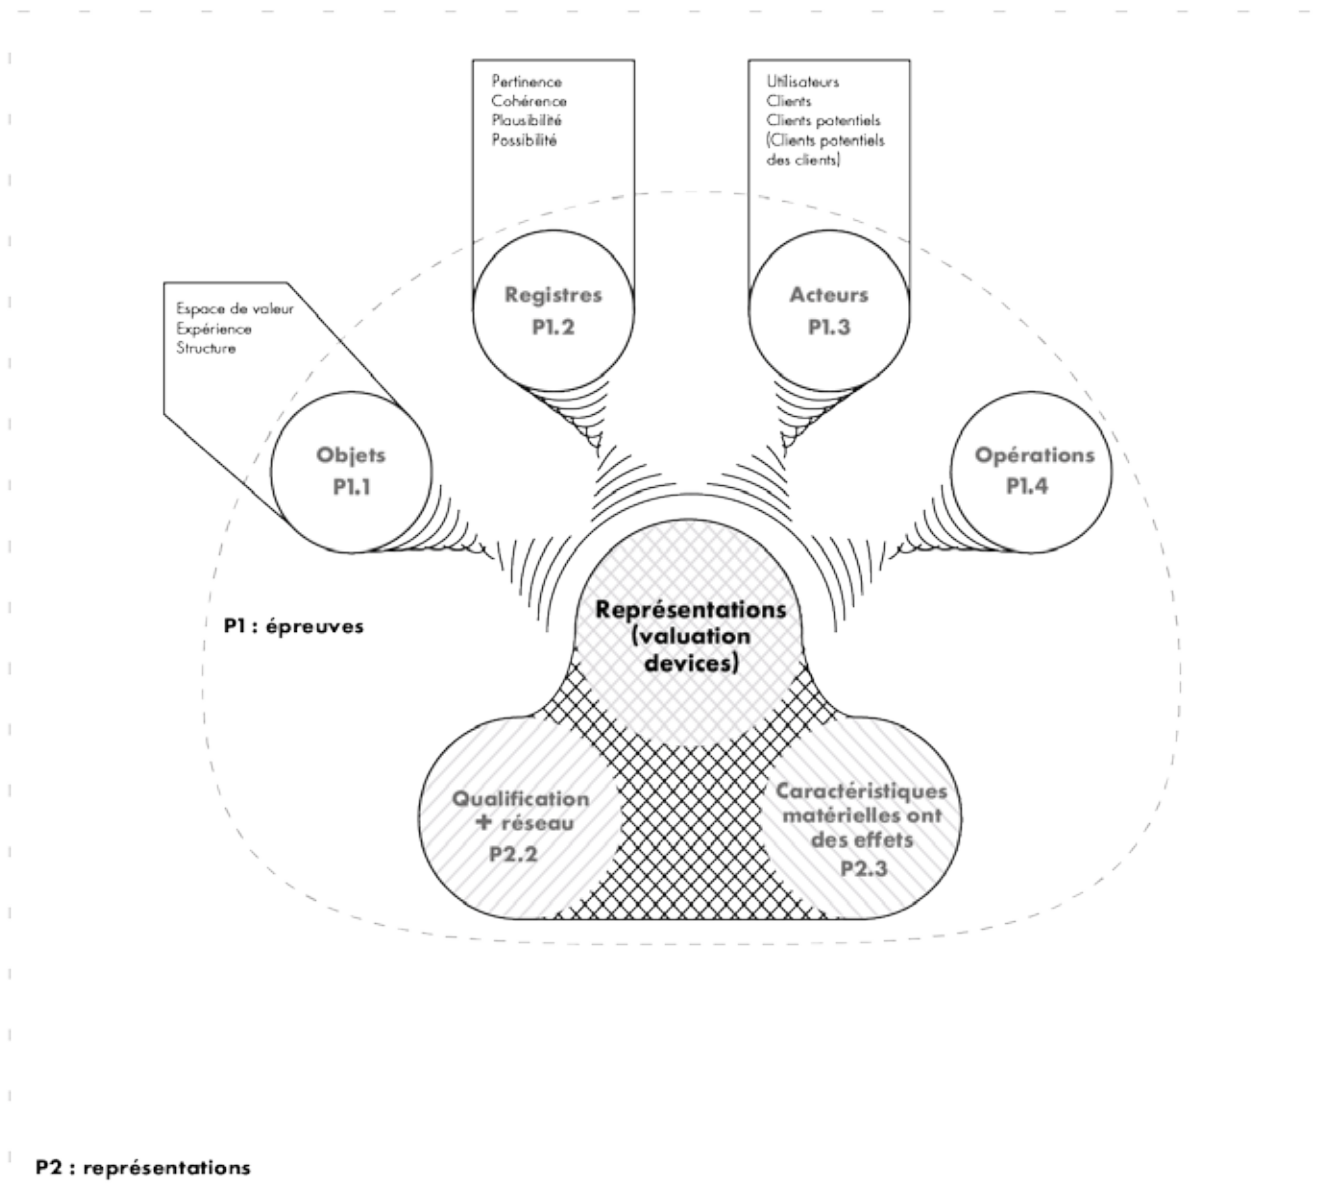 Pertinence
Cohérence
Plausibilité
Possibilité
Utilisateurs
Clients
Clients potentiels
(Clients potentiels
des clients)
Espace de valeur
Expérience
Structure
Registres
P1.2
Acteurs
P1.3
Objets
P1.1
Opérations
P1.4
P1 : épreuves
Représentations
(valuation
devices)
Qualification
+ réseau
P2.2
Caractéristiques
matérielles ont
des effets
P2.3
P2 : représentations